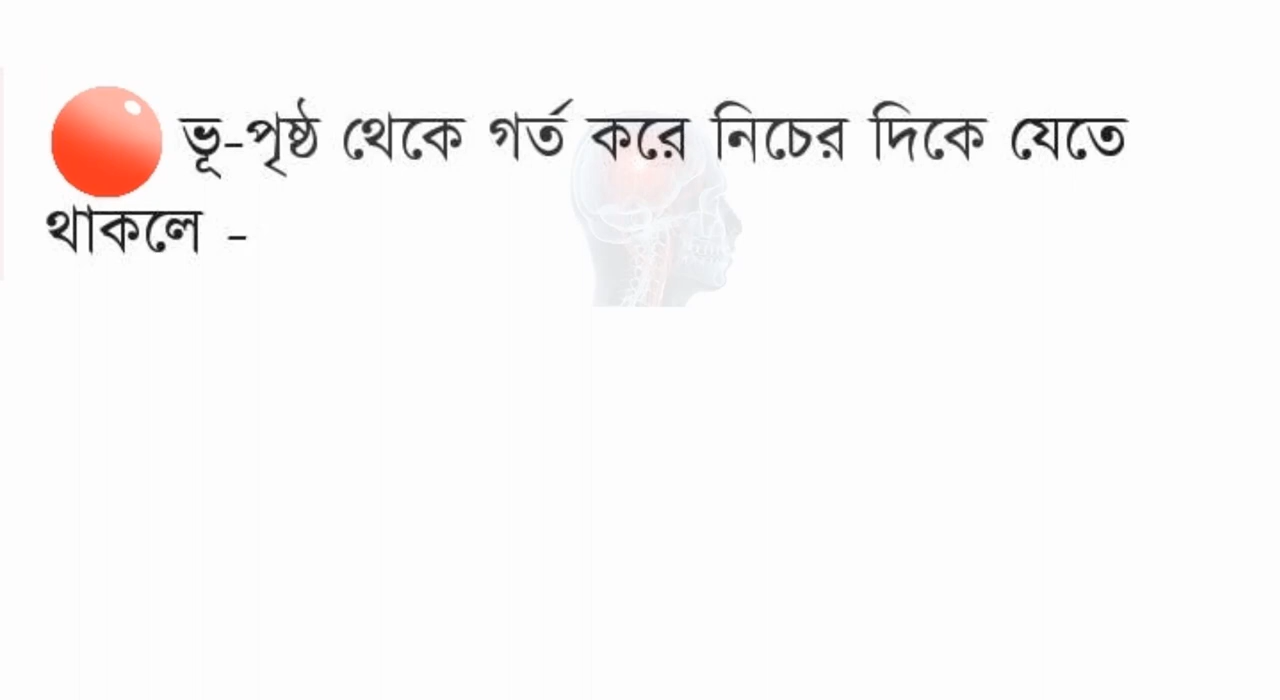 ভূ-পৃষ্ঠ থেকে গর্ত করে নিচের দিকে যেতে
থাকলে -